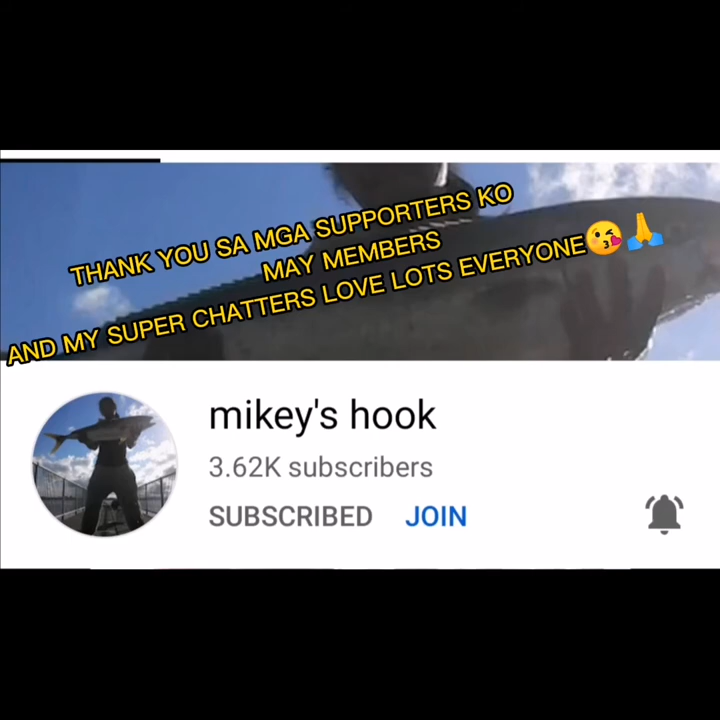 THANK YOU SA MGA SUPPORTERS KO
MAY MEMBERS
AND MY SUPER CHATTERS LOVE LOTS EVERYONE😘🙏
mikey's hook
3.62K subscribers
SUBSCRIBED JOIN